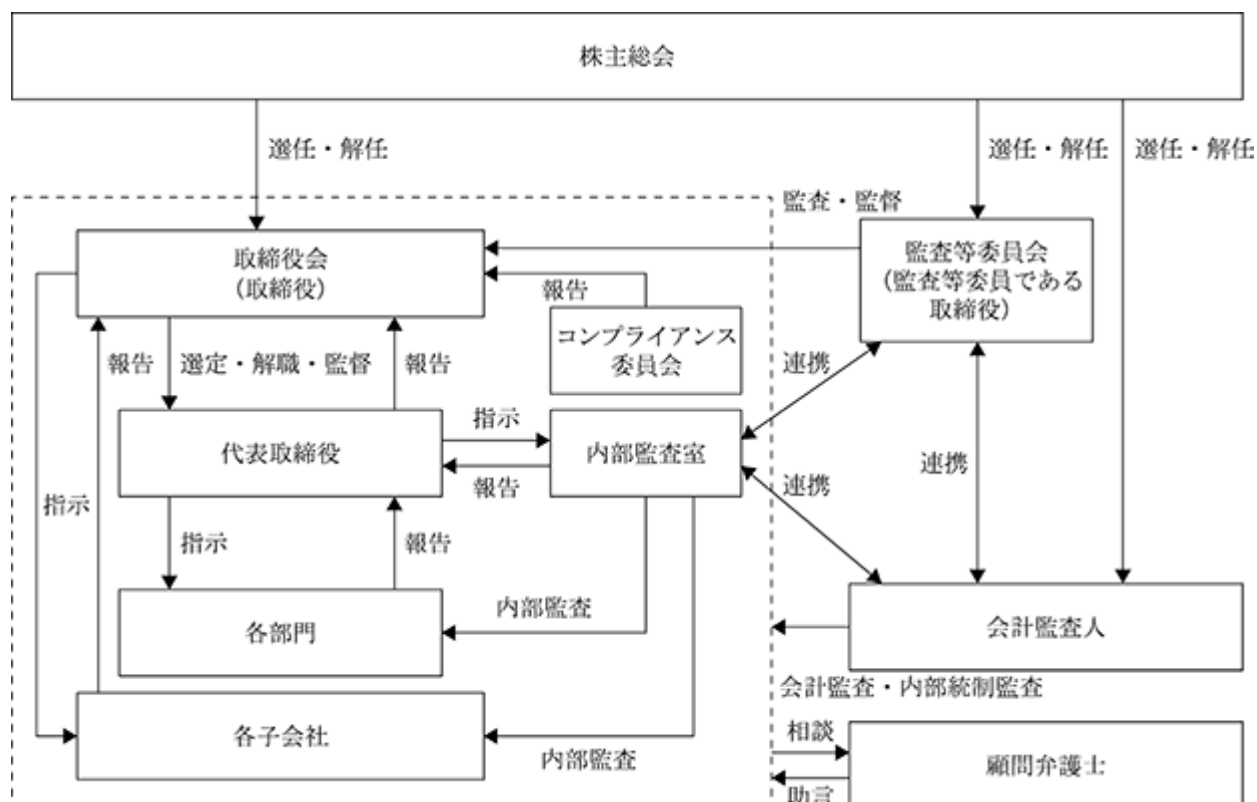 株主総会
選任・解任
選任・解任
選任・解任
監査・監督
取締役会
(取締役)
監査等委員会
(監査等委員である
取締役)
報告
コンプライアンス
委員会
報告
選定・解職・監督
報告
連携
指示
代表取締役
内部監査室
報告
連携
連携
指示
指示
報告
内部監査
各部門
会計監査人
会計監査・内部統制監査
各子会社
内部監査
相談
顧問弁護士
助言